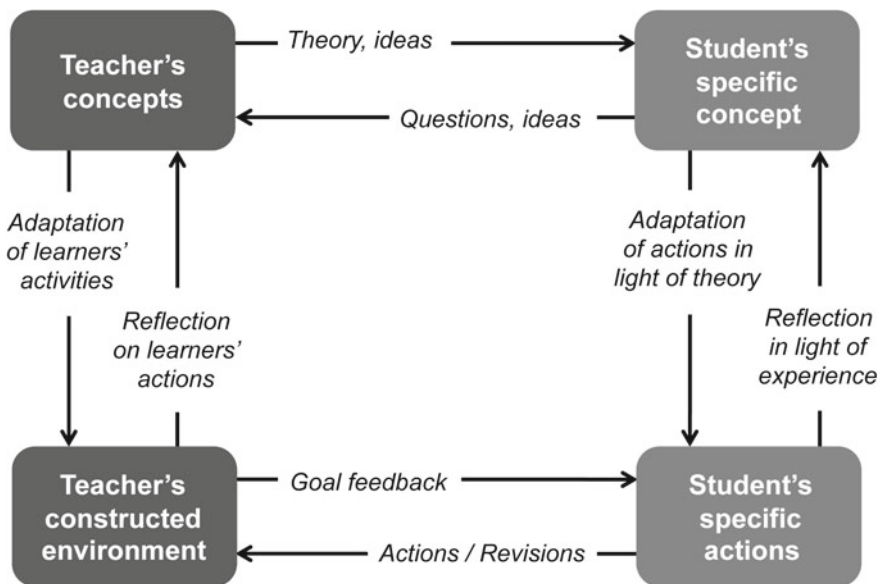 Teacher's
concepts
Theory, ideas
Questions, ideas
Student's
specific
concept
Adaptation
of learners'
activities
Reflection
on learners'
actions
Adaptation
of actions in
light of theory
Reflection
in light of
experience
Teacher's
constructed
environment
Goal feedback
Actions / Revisions
Student's
specific
actions